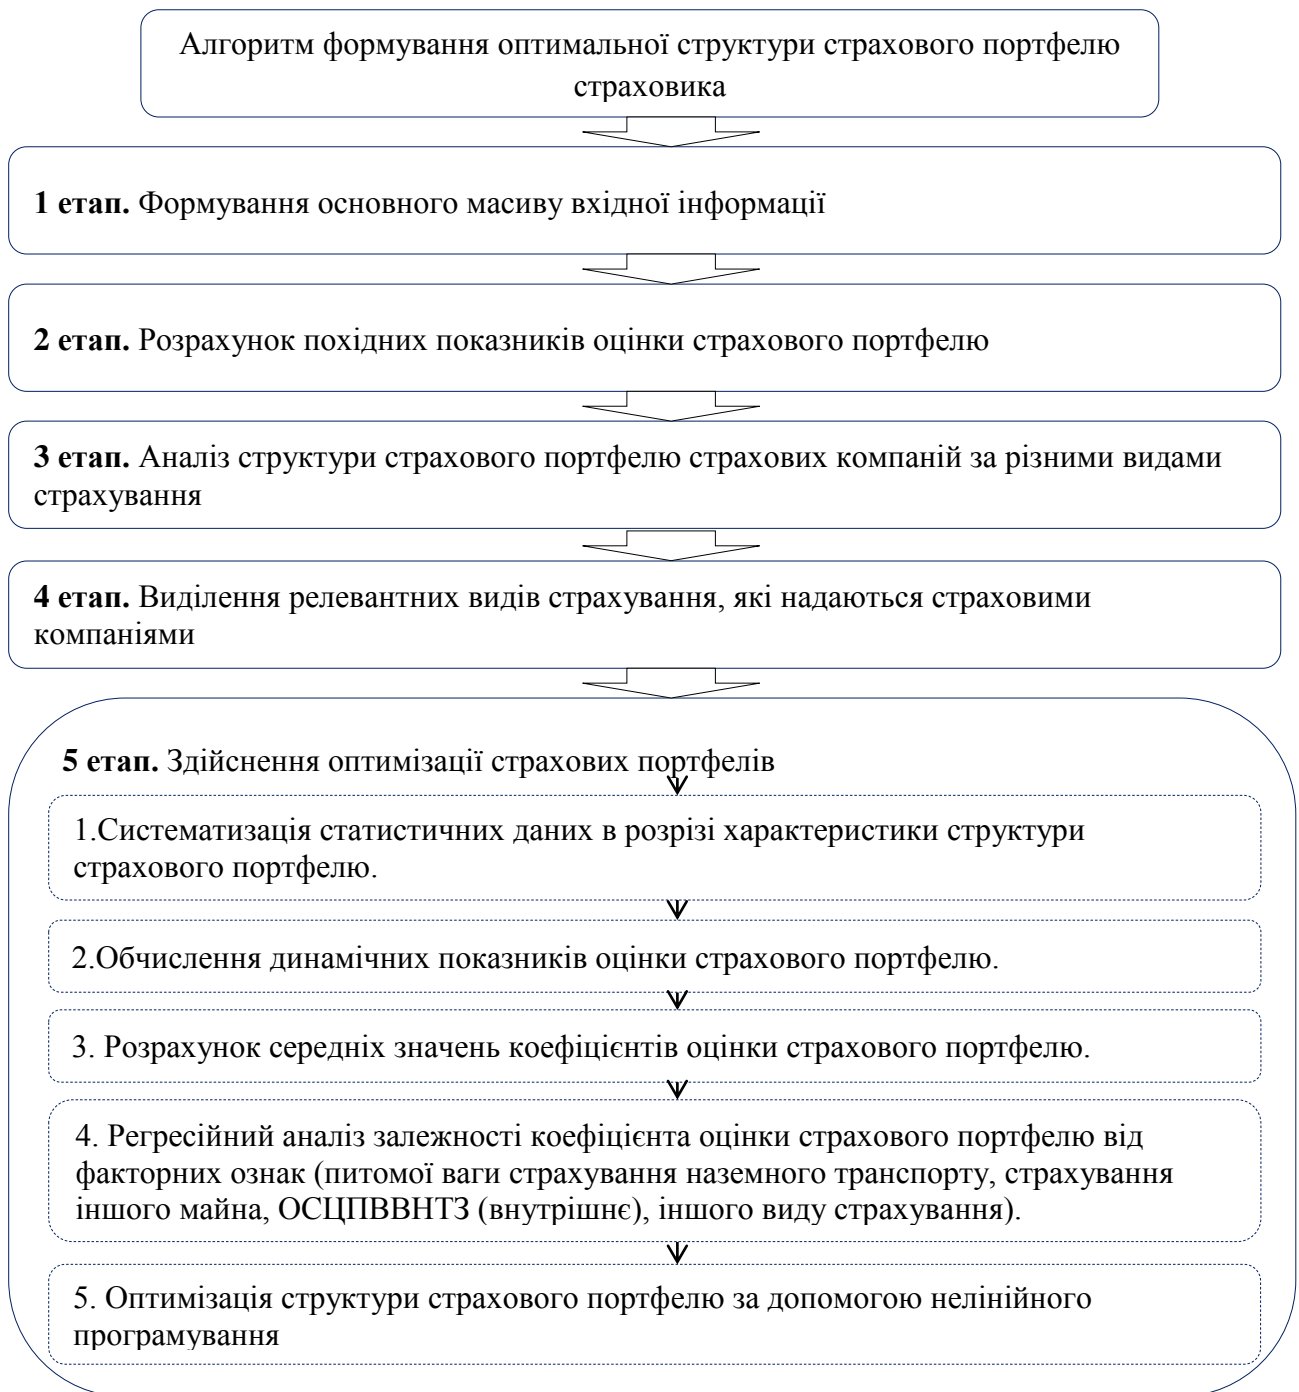 Алгоритм формування оптимальної структури страхового портфелю
страховика
1 етап. Формування основного масиву вхідної інформації
2 етап. Розрахунок похідних показників оцінки страхового портфелю
3 етап. Аналіз структури страхового портфелю страхових компаній за різними видами
страхування
4 етап. Виділення релевантних видів страхування, які надаються страховими
компаніями
5 етап. Здійснення оптимізації страхових портфелів
1.Систематизація статистичних даних в розрізі характеристики структури
страхового портфелю.
2.Обчислення динамічних показників оцінки страхового портфелю.
3. Розрахунок середніх значень коефіцієнтів оцінки страхового портфелю.
4. Регресійний аналіз залежності коефіцієнта оцінки страхового портфелю від
факторних ознак (питомої ваги страхування наземного транспорту, страхування
іншого майна, ОСЦПВВНТЗ (внутрішнє), іншого виду страхування).
5. Оптимізація структури страхового портфелю за допомогою нелінійного
програмування